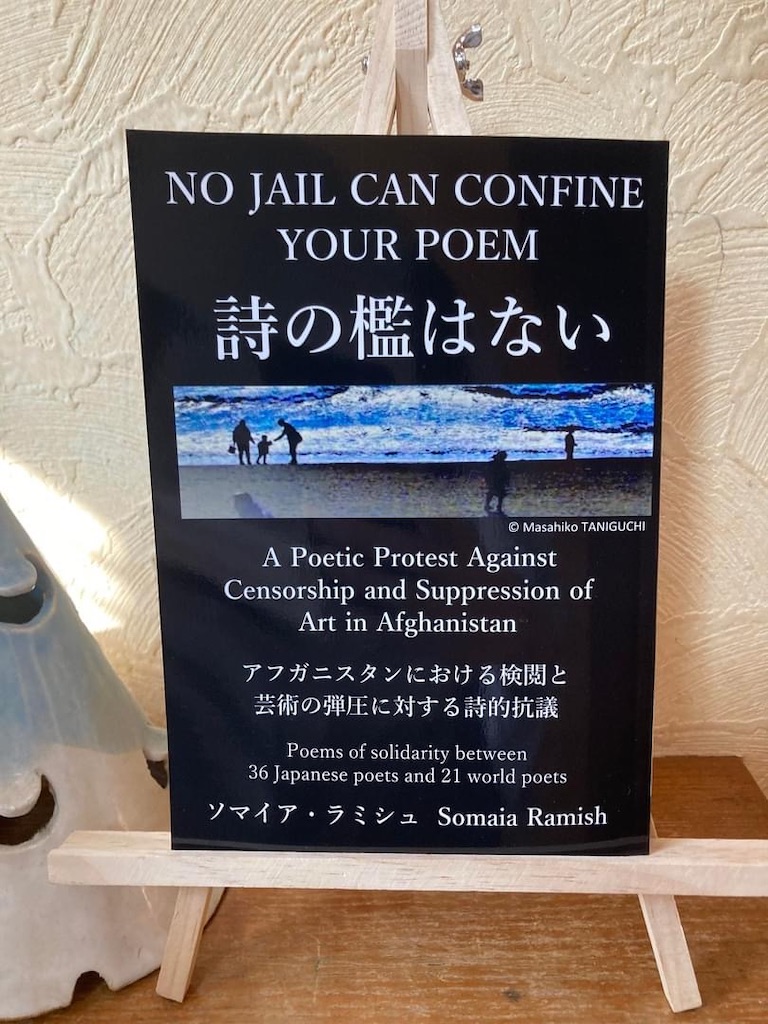 NO JAIL CAN CONFINE
YOUR POEM
詩の檻はない
© Masahiko TANIGUCHI
A Poetic Protest Against
Censorship and Suppression of
Art in Afghanistan
アフガニスタンにおける検閲と
芸術の弾圧に対する詩的抗議
Poems of solidarity between
36 Japanese poets and 21 world poets
ソマイア・ラミシュ Somaia Ramish